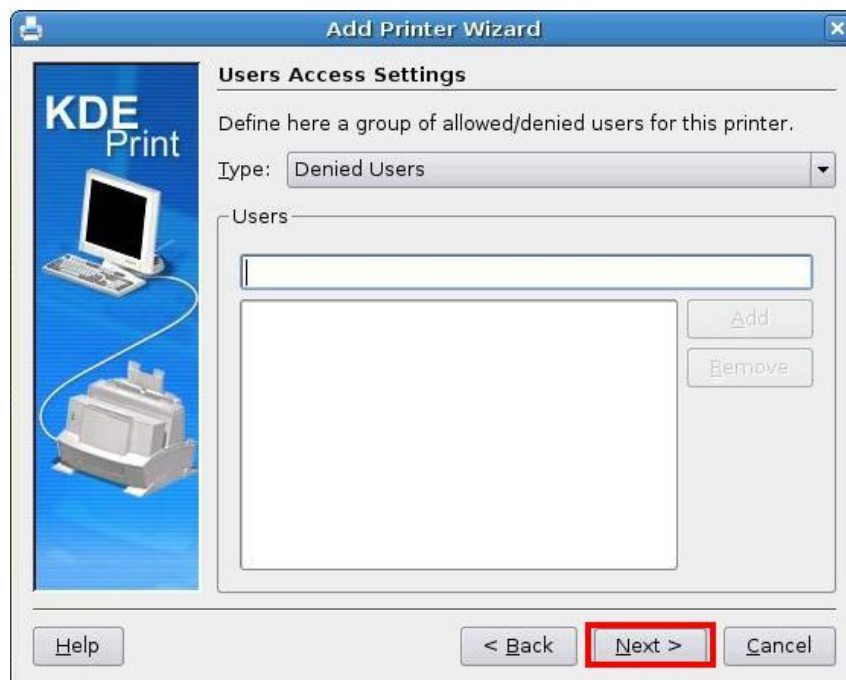 Add Printer Wizard
KDE
Print
Users Access Settings
Define here a group of allowed/denied users for this printer.
Type: Denied Users
Users
Add
Remove
Help
< Back
Next >
Cancel